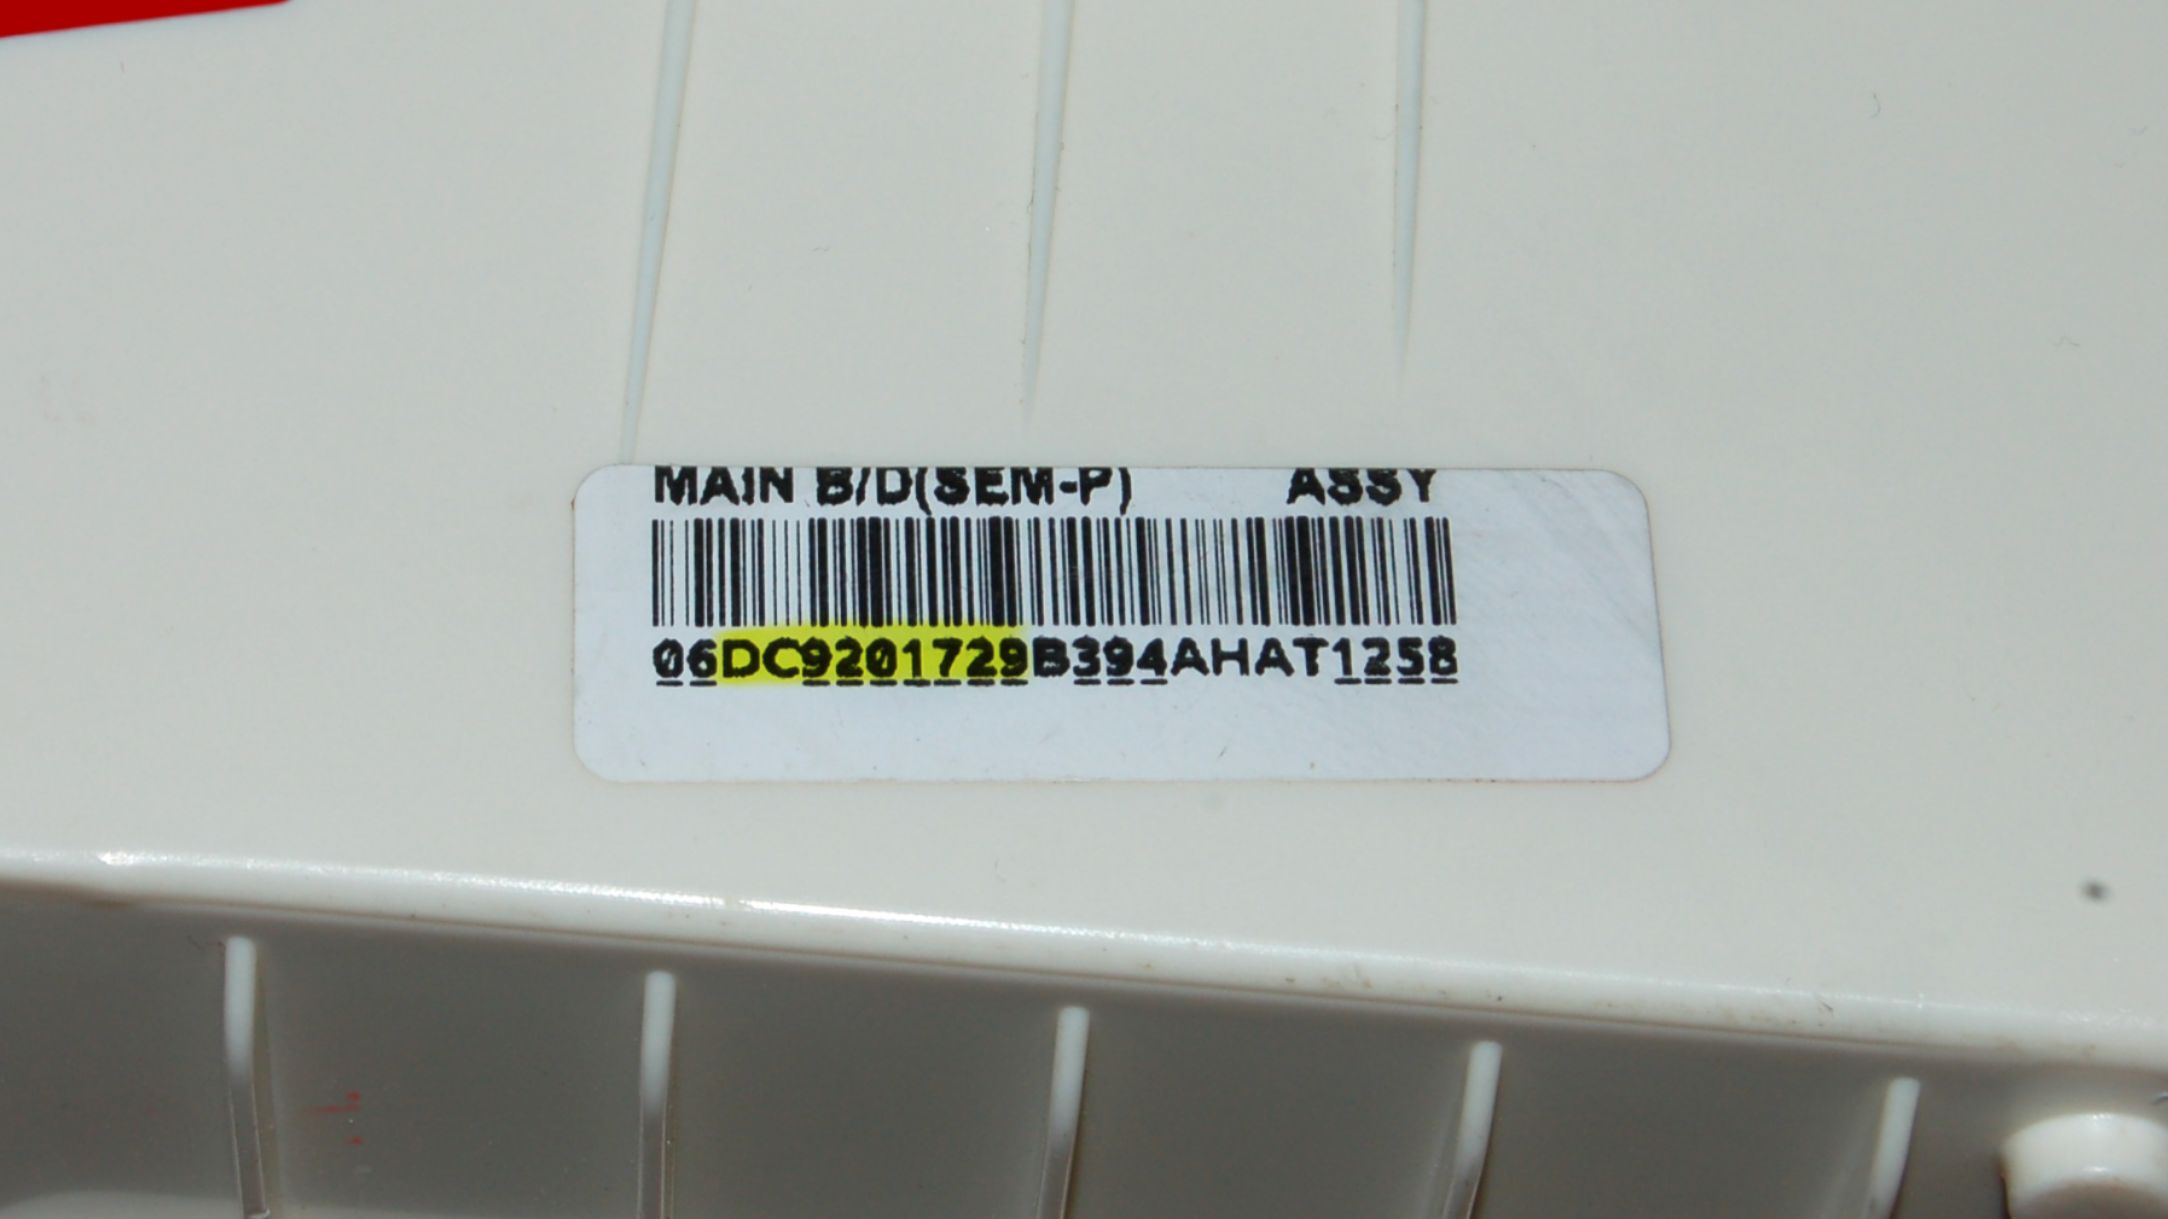 MAIN B/D(SEM-P) ASSY
06DC9201729B394AHAT1258